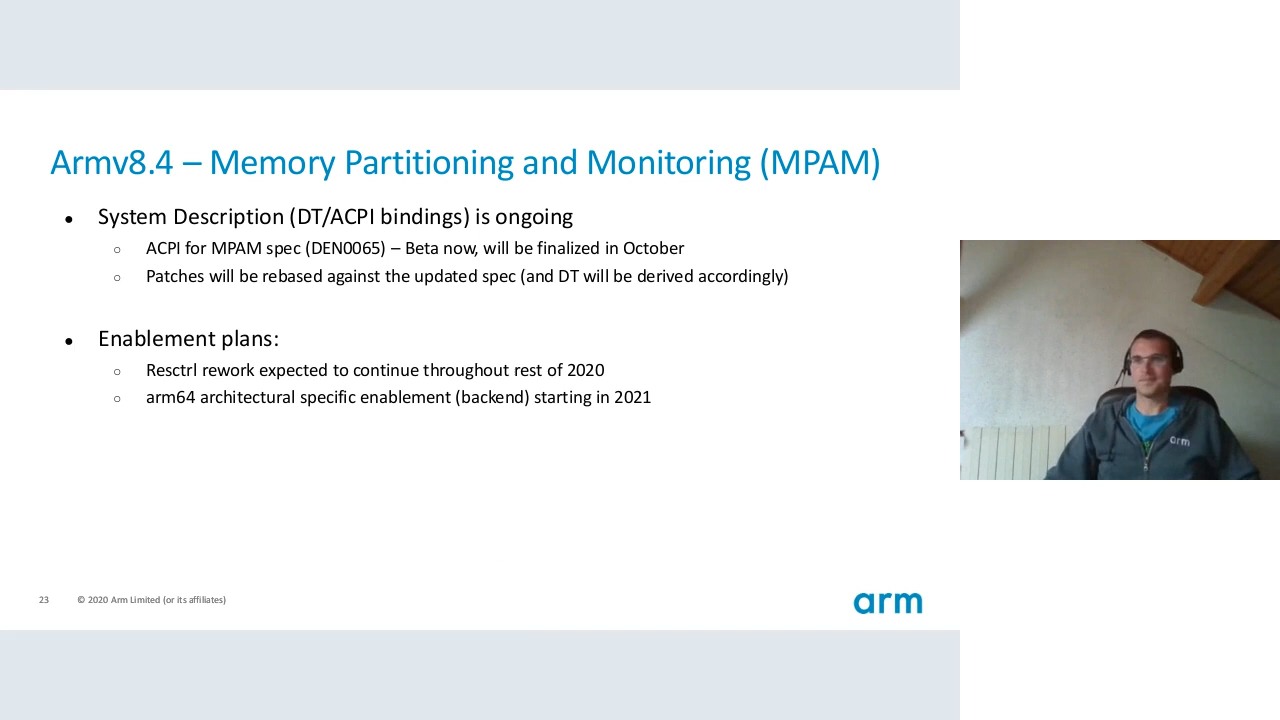 Armv8.4 – Memory Partitioning and Monitoring (MPAM)
● System Description (DT/ACPI bindings) is ongoing
○ ACPI for MPAM spec (DEN0065) – Beta now, will be finalized in October
○ Patches will be rebased against the updated spec (and DT will be derived accordingly)
● Enablement plans:
○ Resctrl rework expected to continue throughout rest of 2020
○ arm64 architectural specific enablement (backend) starting in 2021
arm
23 © 2020 Arm Limited (or its affiliates)
arm